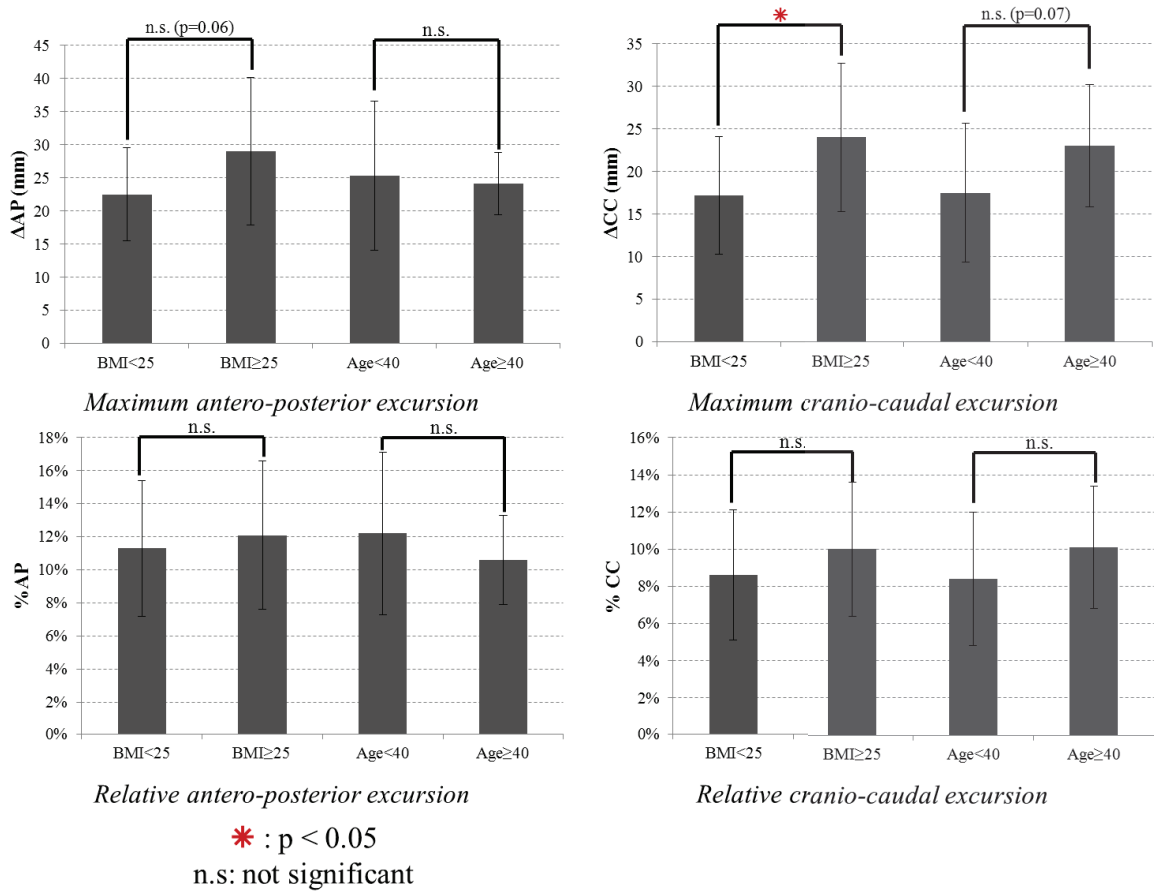 n.s. (p=0.06)
n.s.
45
40
35
30
25
20
15
10
5
0
ΔAP (mm)
BMI<25
BMI≥25
Age<40
Age≥40
Maximum antero-posterior excursion
*
n.s. (p=0.07)
35
30
25
20
15
10
5
0
ΔCC (mm)
BMI<25
BMI≥25
Age<40
Age≥40
Maximum cranio-caudal excursion
n.s.
n.s.
18%
16%
14%
12%
10%
8%
6%
4%
2%
0%
%AP
BMI<25
BMI≥25
Age<40
Age≥40
Relative antero-posterior excursion
n.s.
n.s.
16%
14%
12%
10%
8%
6%
4%
2%
0%
% CC
BMI<25
BMI≥25
Age<40
Age≥40
Relative cranio-caudal excursion
* : p < 0.05
n.s: not significant